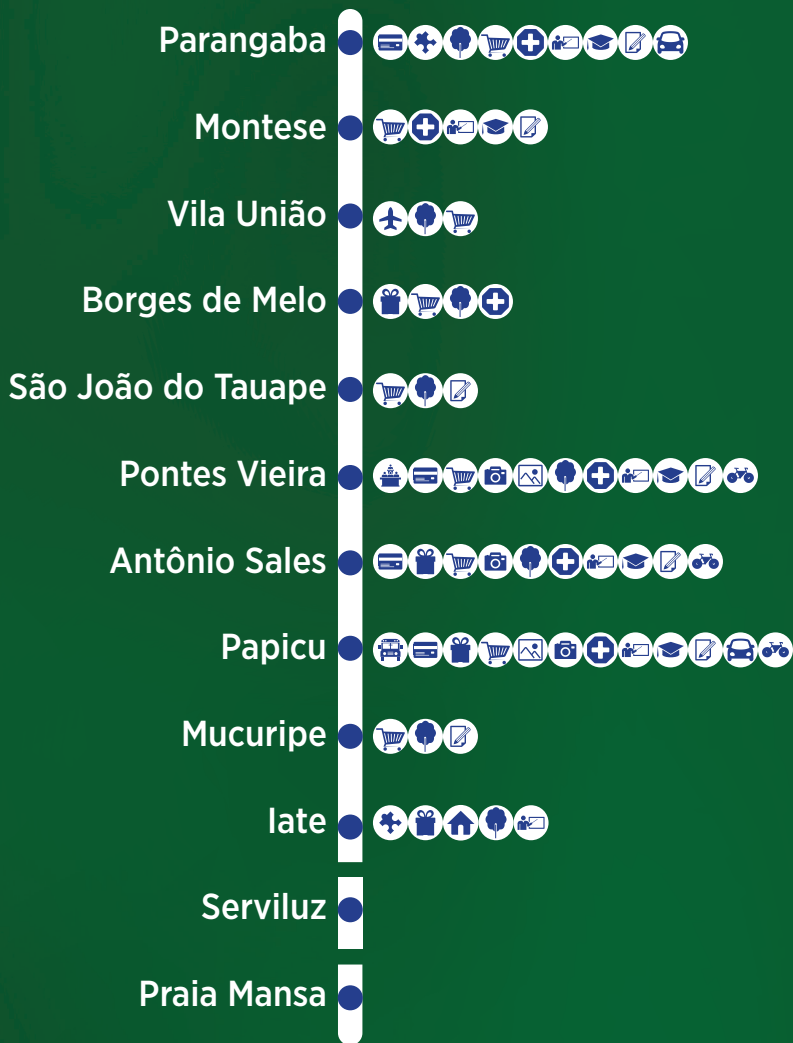 Parangaba
Montese
Vila União
Borges de Melo
São João do Tauape
Pontes Vieira
Antônio Sales
Papicu
Mucuripe
Iate
Serviluz
Praia Mansa